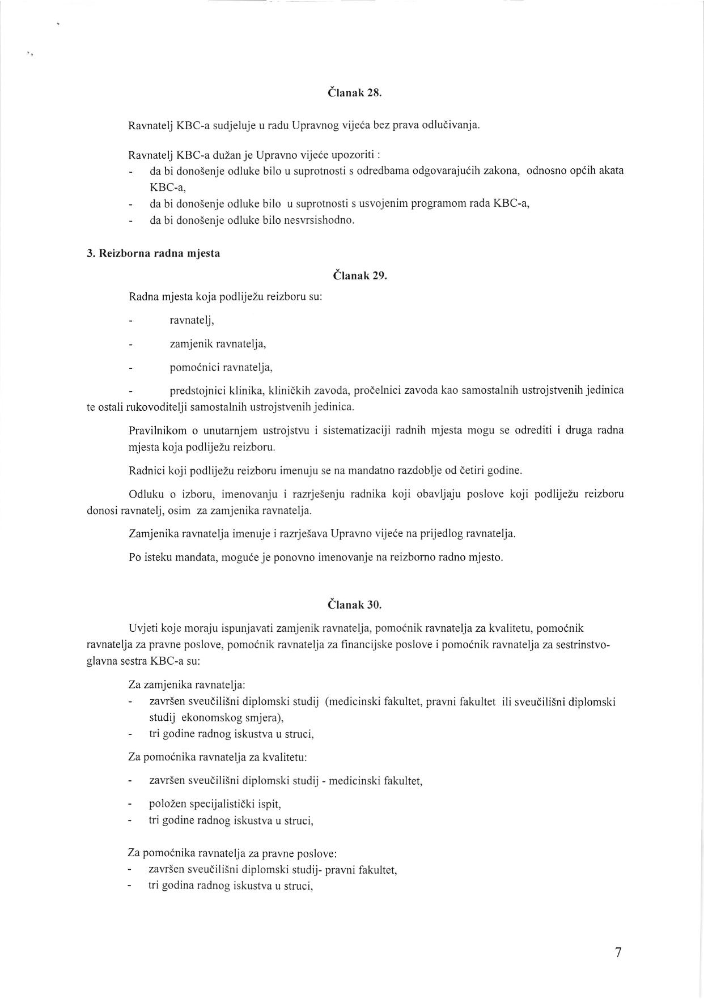 Članak 28.
Ravnatelj KBC-a sudjeluje u radu Upravnog vijeća bez prava odlučivanja.
Ravnatelj KBC-a dužan je Upravno vijeće upozoriti :
- da bi donošenje odluke bilo u suprotnosti s odredbama odgovarajućih zakona, odnosno općih akata
KBC-a,
- da bi donošenje odluke bilo u suprotnosti s usvojenim programom rada KBC-a,
- da bi donošenje odluke bilo nesvrsishodno.
3. Reizborna radna mjesta
Članak 29.
Radna mjesta koja podliježu reizboru su:
- ravnatelj,
- zamjenik ravnatelja,
- pomoćnici ravnatelja,
- predstojnici klinika, kliničkih zavoda, pročelnici zavoda kao samostalnih ustrojstvenih jedinica
te ostali rukovoditelji samostalnih ustrojstvenih jedinica.
Pravilnikom o unutarnjem ustrojstvu i sistematizaciji radnih mjesta mogu se odrediti i druga radna
mjesta koja podliježu reizboru.
Radnici koji podliježu reizboru imenuju se na mandatno razdoblje od četiri godine.
Odluku o izboru, imenovanju i razrješenju radnika koji obavljaju poslove koji podliježu reizboru
donosi ravnatelj, osim za zamjenika ravnatelja.
Zamjenika ravnatelja imenuje i razrješava Upravno vijeće na prijedlog ravnatelja.
Po isteku mandata, moguće je ponovno imenovanje na reizborno radno mjesto.
Članak 30.
Uvjeti koje moraju ispunjavati zamjenik ravnatelja, pomoćnik ravnatelja za kvalitetu, pomoćnik
ravnatelja za pravne poslove, pomoćnik ravnatelja za financijske poslove i pomoćnik ravnatelja za sestrinstvo-
glavna sestra KBC-a su:
Za zamjenika ravnatelja:
- završen sveučilišni diplomski studij (medicinski fakultet, pravni fakultet ili sveučilišni diplomski
studij ekonomskog smjera),
- tri godine radnog iskustva u struci,
Za pomoćnika ravnatelja za kvalitetu:
- završen sveučilišni diplomski studij - medicinski fakultet,
- položen specijalistički ispit,
- tri godine radnog iskustva u struci,
Za pomoćnika ravnatelja za pravne poslove:
- završen sveučilišni diplomski studij- pravni fakultet,
- tri godina radnog iskustva u struci,
7